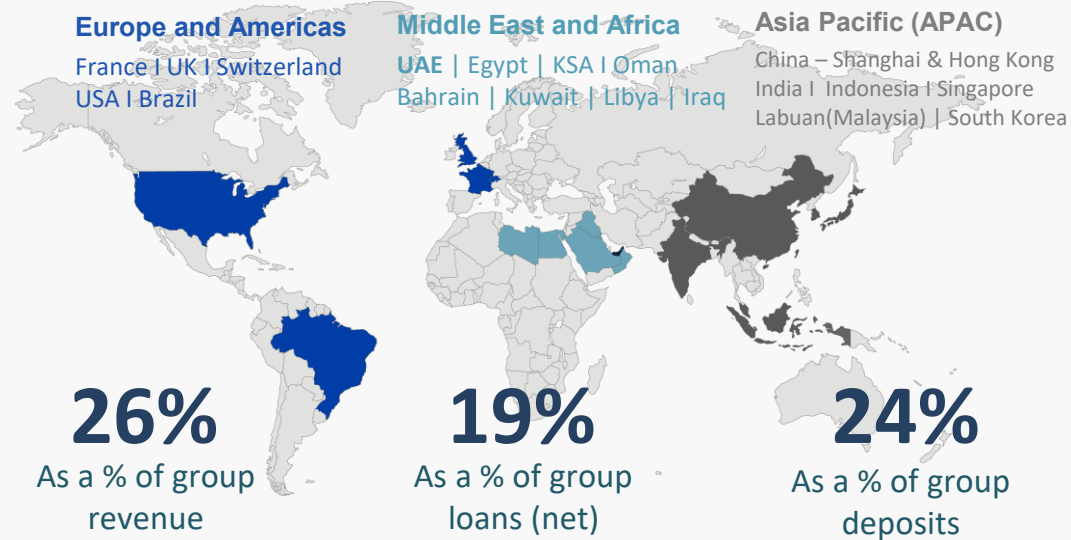 Europe and Americas
France I UK I Switzerland
USA I Brazil
Middle East and Africa
UAE | Egypt | KSA I Oman
Bahrain | Kuwait | Libya | Iraq
Asia Pacific (APAC)
China – Shanghai & Hong Kong
India I Indonesia I Singapore
Labuan(Malaysia) | South Korea
26%
As a % of group
revenue
19%
As a % of group
loans (net)
24%
As a % of group
deposits